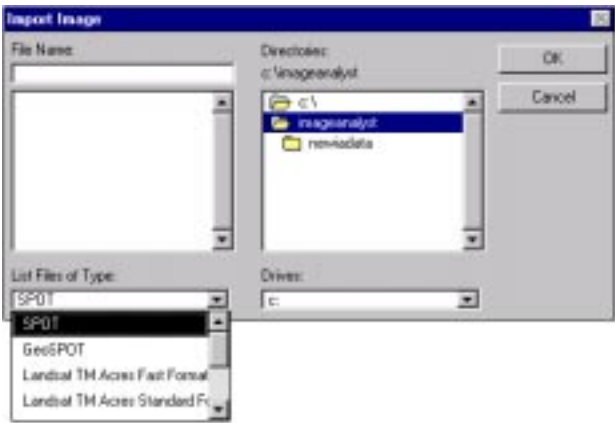 Import Image
File Name:
Directories:
c:\imageanalyst
OK
Cancel
c:\
imageanalyst
newiadata
List Files of Type:
SPOT
Drives:
c:
SPOT
GeoSPOT
Landsat TM Acres Fast Format
Landsat TM Acres Standard Fo